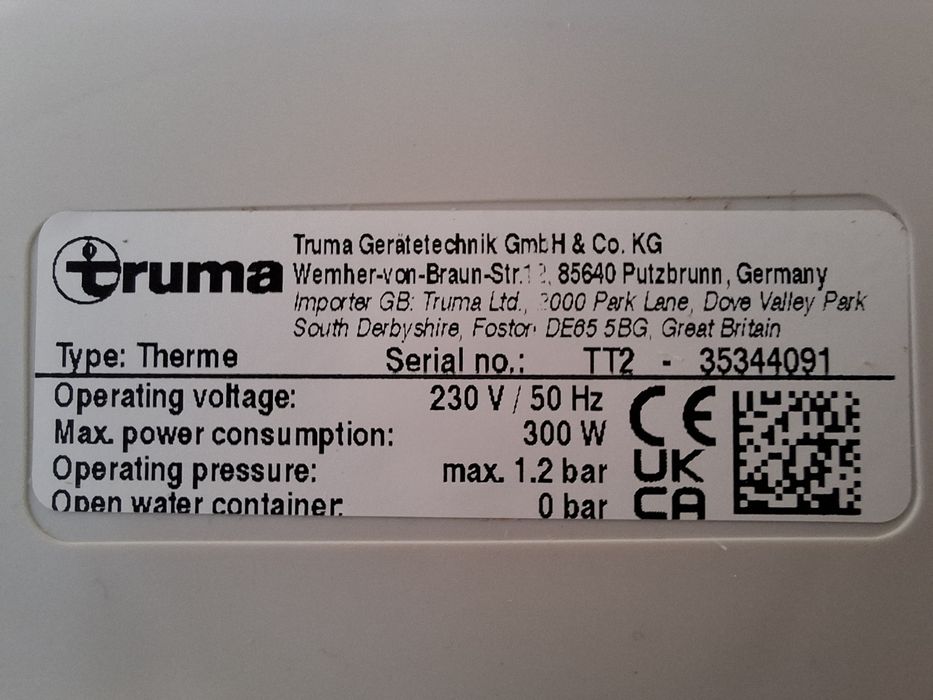 truma
Truma Gerätetechnik GmbH & Co. KG
Wernher-von-Braun-Str. 85640 Putzbrunn, Germany
Importer GB: Truma Ltd., Park Lane, Dove Valley Park
South Derbyshire, Foston DE65 5BG, Great Britain
Type: Therme Serial no.: TT2 - 35344091
Operating voltage: 230 V / 50 Hz
Max. power consumption: 300 W
Operating pressure: max. 1.2 bar
Open water container: 0 bar
CE
UK
CA